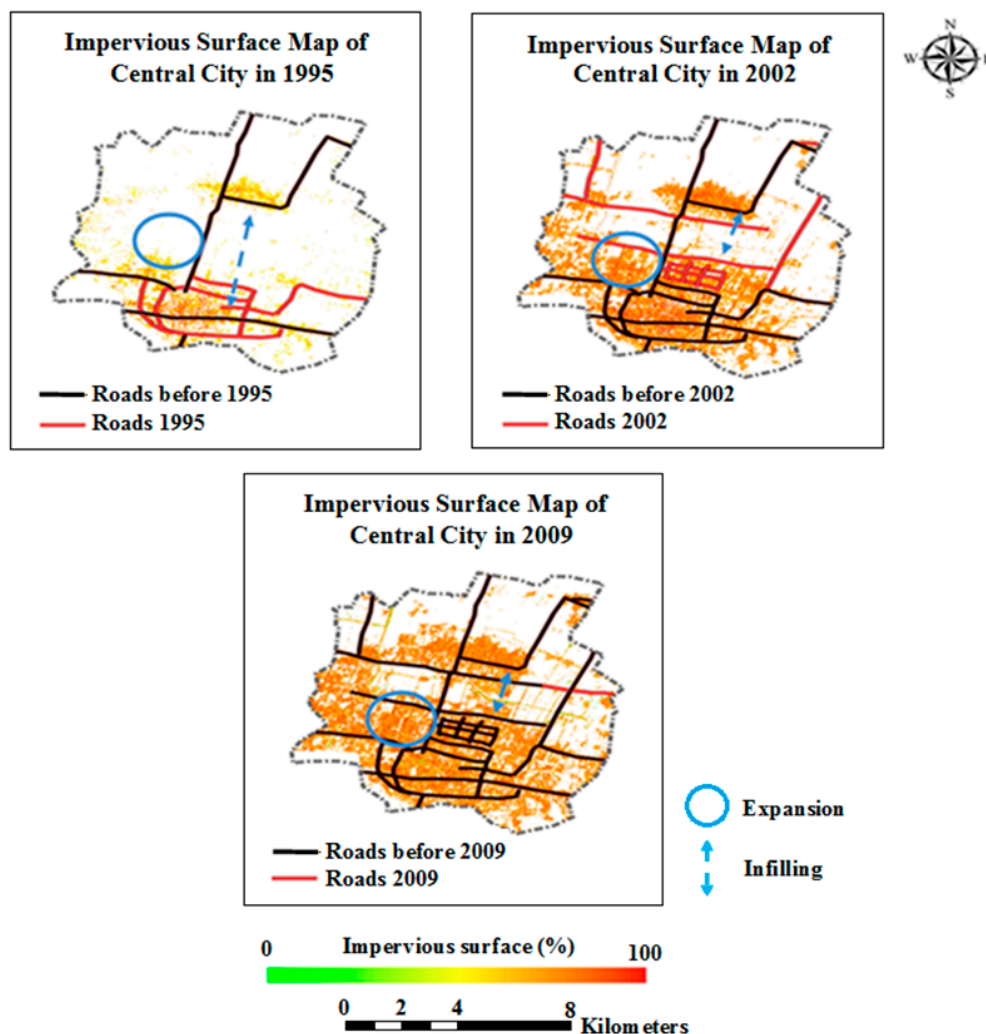 Impervious Surface Map of
Central City in 1995
Roads before 1995
Roads 1995
Impervious Surface Map of
Central City in 2002
Roads before 2002
Roads 2002
N
W
S
Impervious Surface Map of
Central City in 2009
Roads before 2009
Roads 2009
Expansion
Infilling
0 Impervious surface (%) 100
0 2 4 8
Kilometers